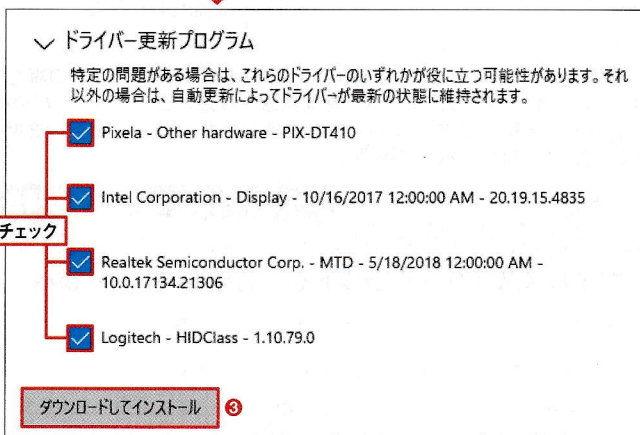 ドライバー更新プログラム
特定の問題がある場合は、これらのドライバーのいずれかが役に立つ可能性があります。それ
以外の場合は、自動更新によってドライバーが最新の状態に維持されます。
Pixela - Other hardware - PIX-DT410
Intel Corporation - Display - 10/16/2017 12:00:00 AM - 20.19.15.4835
チェック
Realtek Semiconductor Corp. - MTD - 5/18/2018 12:00:00 AM -
10.0.17134.21306
Logitech - HIDClass - 1.10.79.0
ダウンロードしてインストール ❸